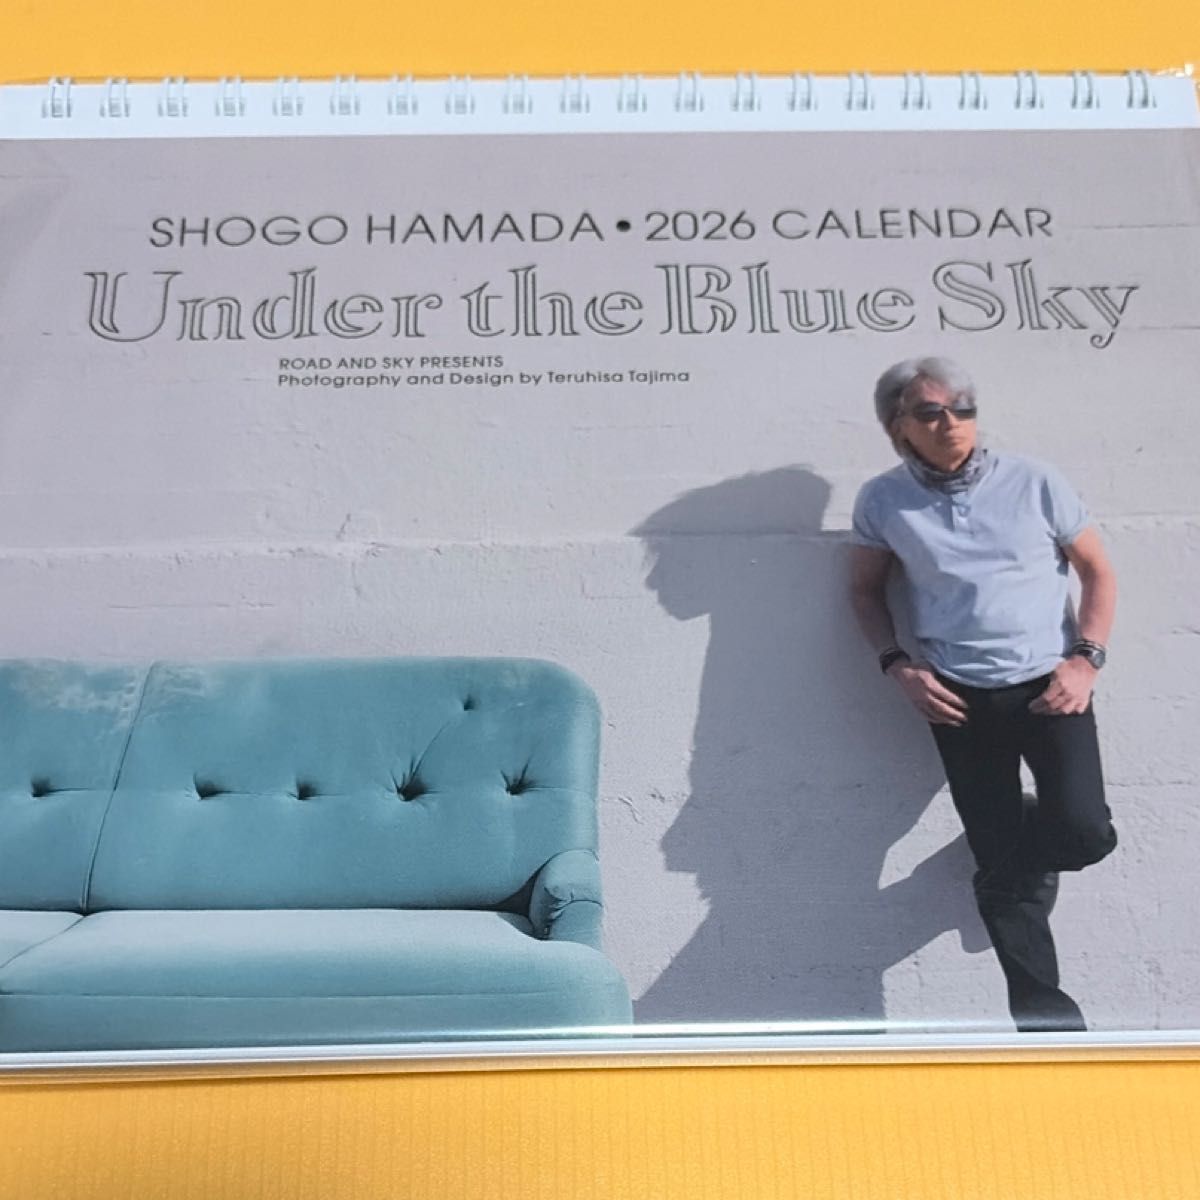 SHOGO HAMADA • 2026 CALENDAR
Under the Blue Sky
ROAD AND SKY PRESENTS
Photography and Design by Teruhisa Tajima